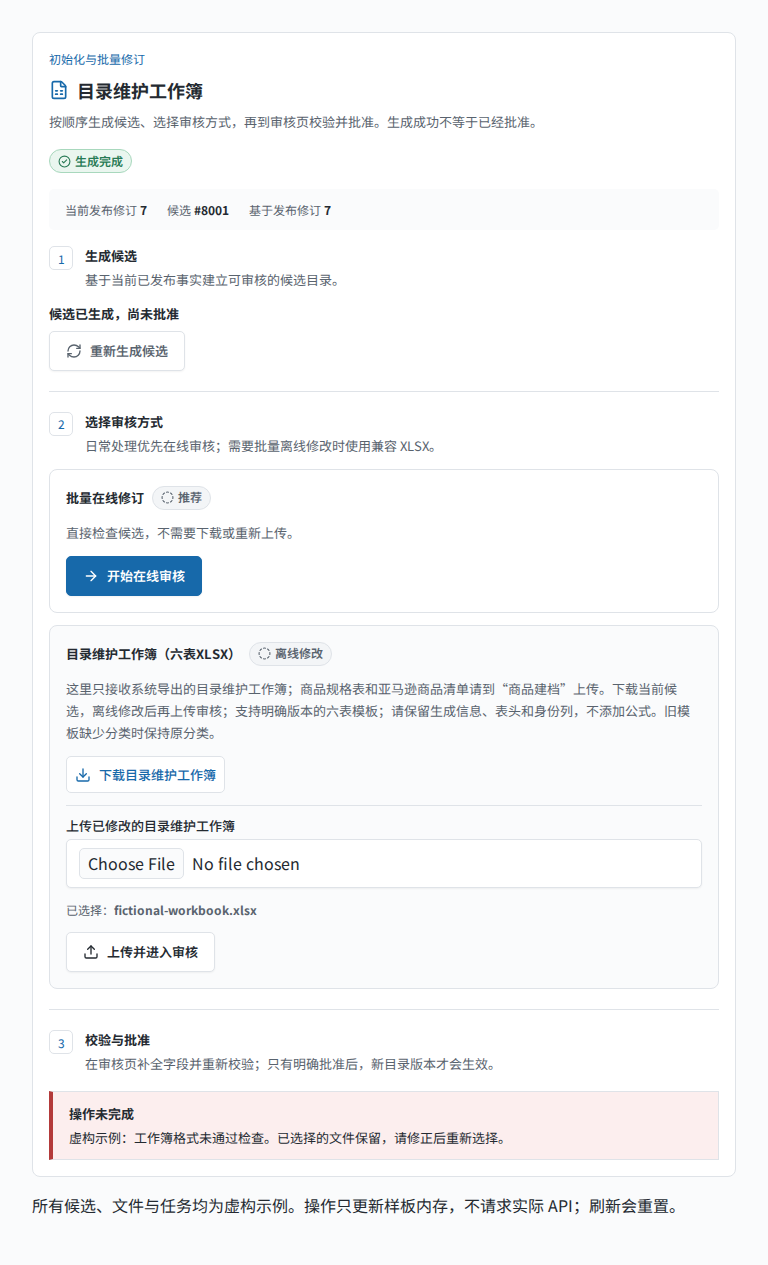 初始化与批量修订
目录维护工作簿
按顺序生成候选、选择审核方式，再到审核页校验并批准。生成成功不等于已经批准。
生成完成
当前发布修订 7 候选 #8001 基于发布修订 7
1 生成候选
基于当前已发布事实建立可审核的候选目录。
候选已生成，尚未批准
重新生成候选
2 选择审核方式
日常处理优先在线审核；需要批量离线修改时使用兼容 XLSX。
批量在线修订 推荐
直接检查候选，不需要下载或重新上传。
开始在线审核
目录维护工作簿（六表XLSX） 离线修改
这里只接收系统导出的目录维护工作簿；商品规格表和亚马逊商品清单请到“商品建档”上传。下载当前候
选，离线修改后再上传审核；支持明确版本的六表模板；请保留生成信息、表头和身份列，不添加公式。旧模
板缺少分类时保持原分类。
下载目录维护工作簿
上传已修改的目录维护工作簿
Choose File No file chosen
已选择：fictional-workbook.xlsx
上传并进入审核
3 校验与批准
在审核页补全字段并重新校验；只有明确批准后，新目录版本才会生效。
操作未完成
虚构示例：工作簿格式未通过检查。已选择的文件保留，请修正后重新选择。
所有候选、文件与任务均为虚构示例。操作只更新样板内存，不请求实际 API；刷新会重置。